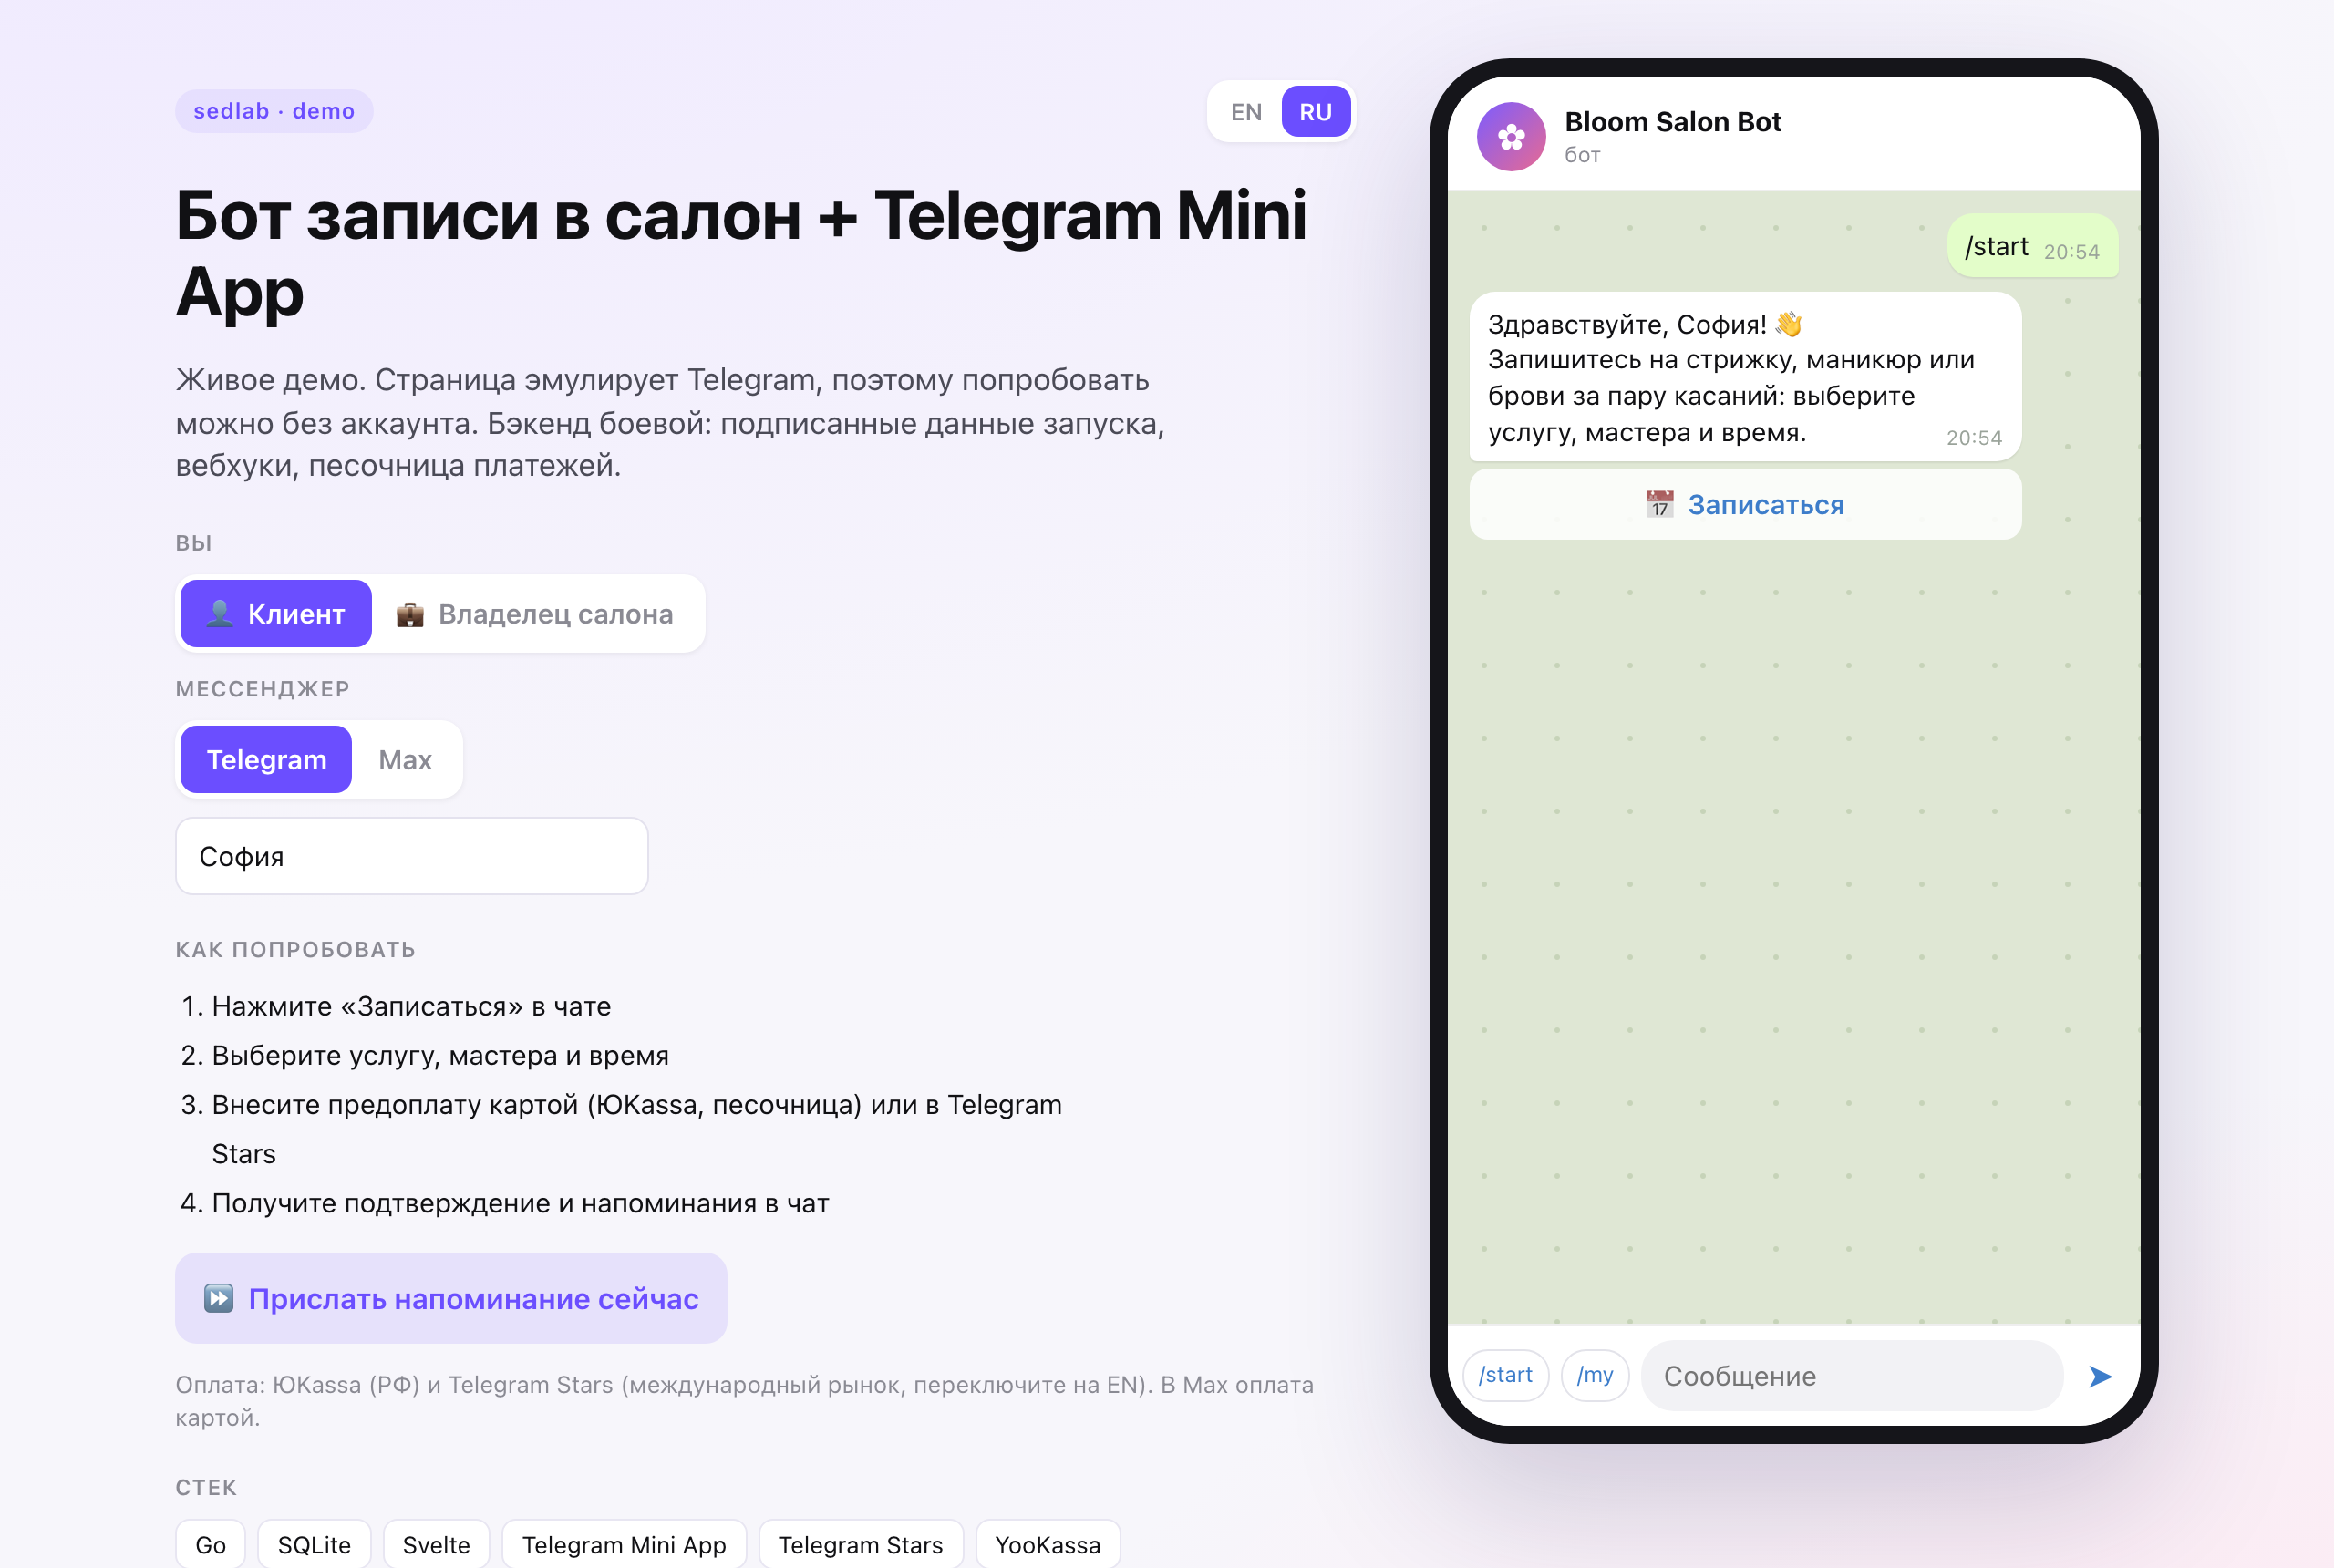 sedlab · demo
EN RU
Бот записи в салон + Telegram Mini
App
Живое демо. Страница эмулирует Telegram, поэтому попробовать
можно без аккаунта. Бэкенд боевой: подписанные данные запуска,
вебхуки, песочница платежей.
ВЫ
Клиент Владелец салона
МЕССЕНДЖЕР
Telegram Max
София
КАК ПОПРОБОВАТЬ
1. Нажмите «Записаться» в чате
2. Выберите услугу, мастера и время
3. Внесите предоплату картой (ЮKassa, песочница) или в Telegram
Stars
4. Получите подтверждение и напоминания в чат
Прислать напоминание сейчас
Оплата: ЮKassa (РФ) и Telegram Stars (международный рынок, переключите на EN). В Max оплата
картой.
СТЕК
Go SQLite Svelte Telegram Mini App Telegram Stars YooKassa
Bloom Salon Bot
бот
/start 20:54
Здравствуйте, София! 👋
Запишитесь на стрижку, маникюр или
брови за пару касаний: выберите
услугу, мастера и время. 20:54
📅 Записаться
/start /my Сообщение